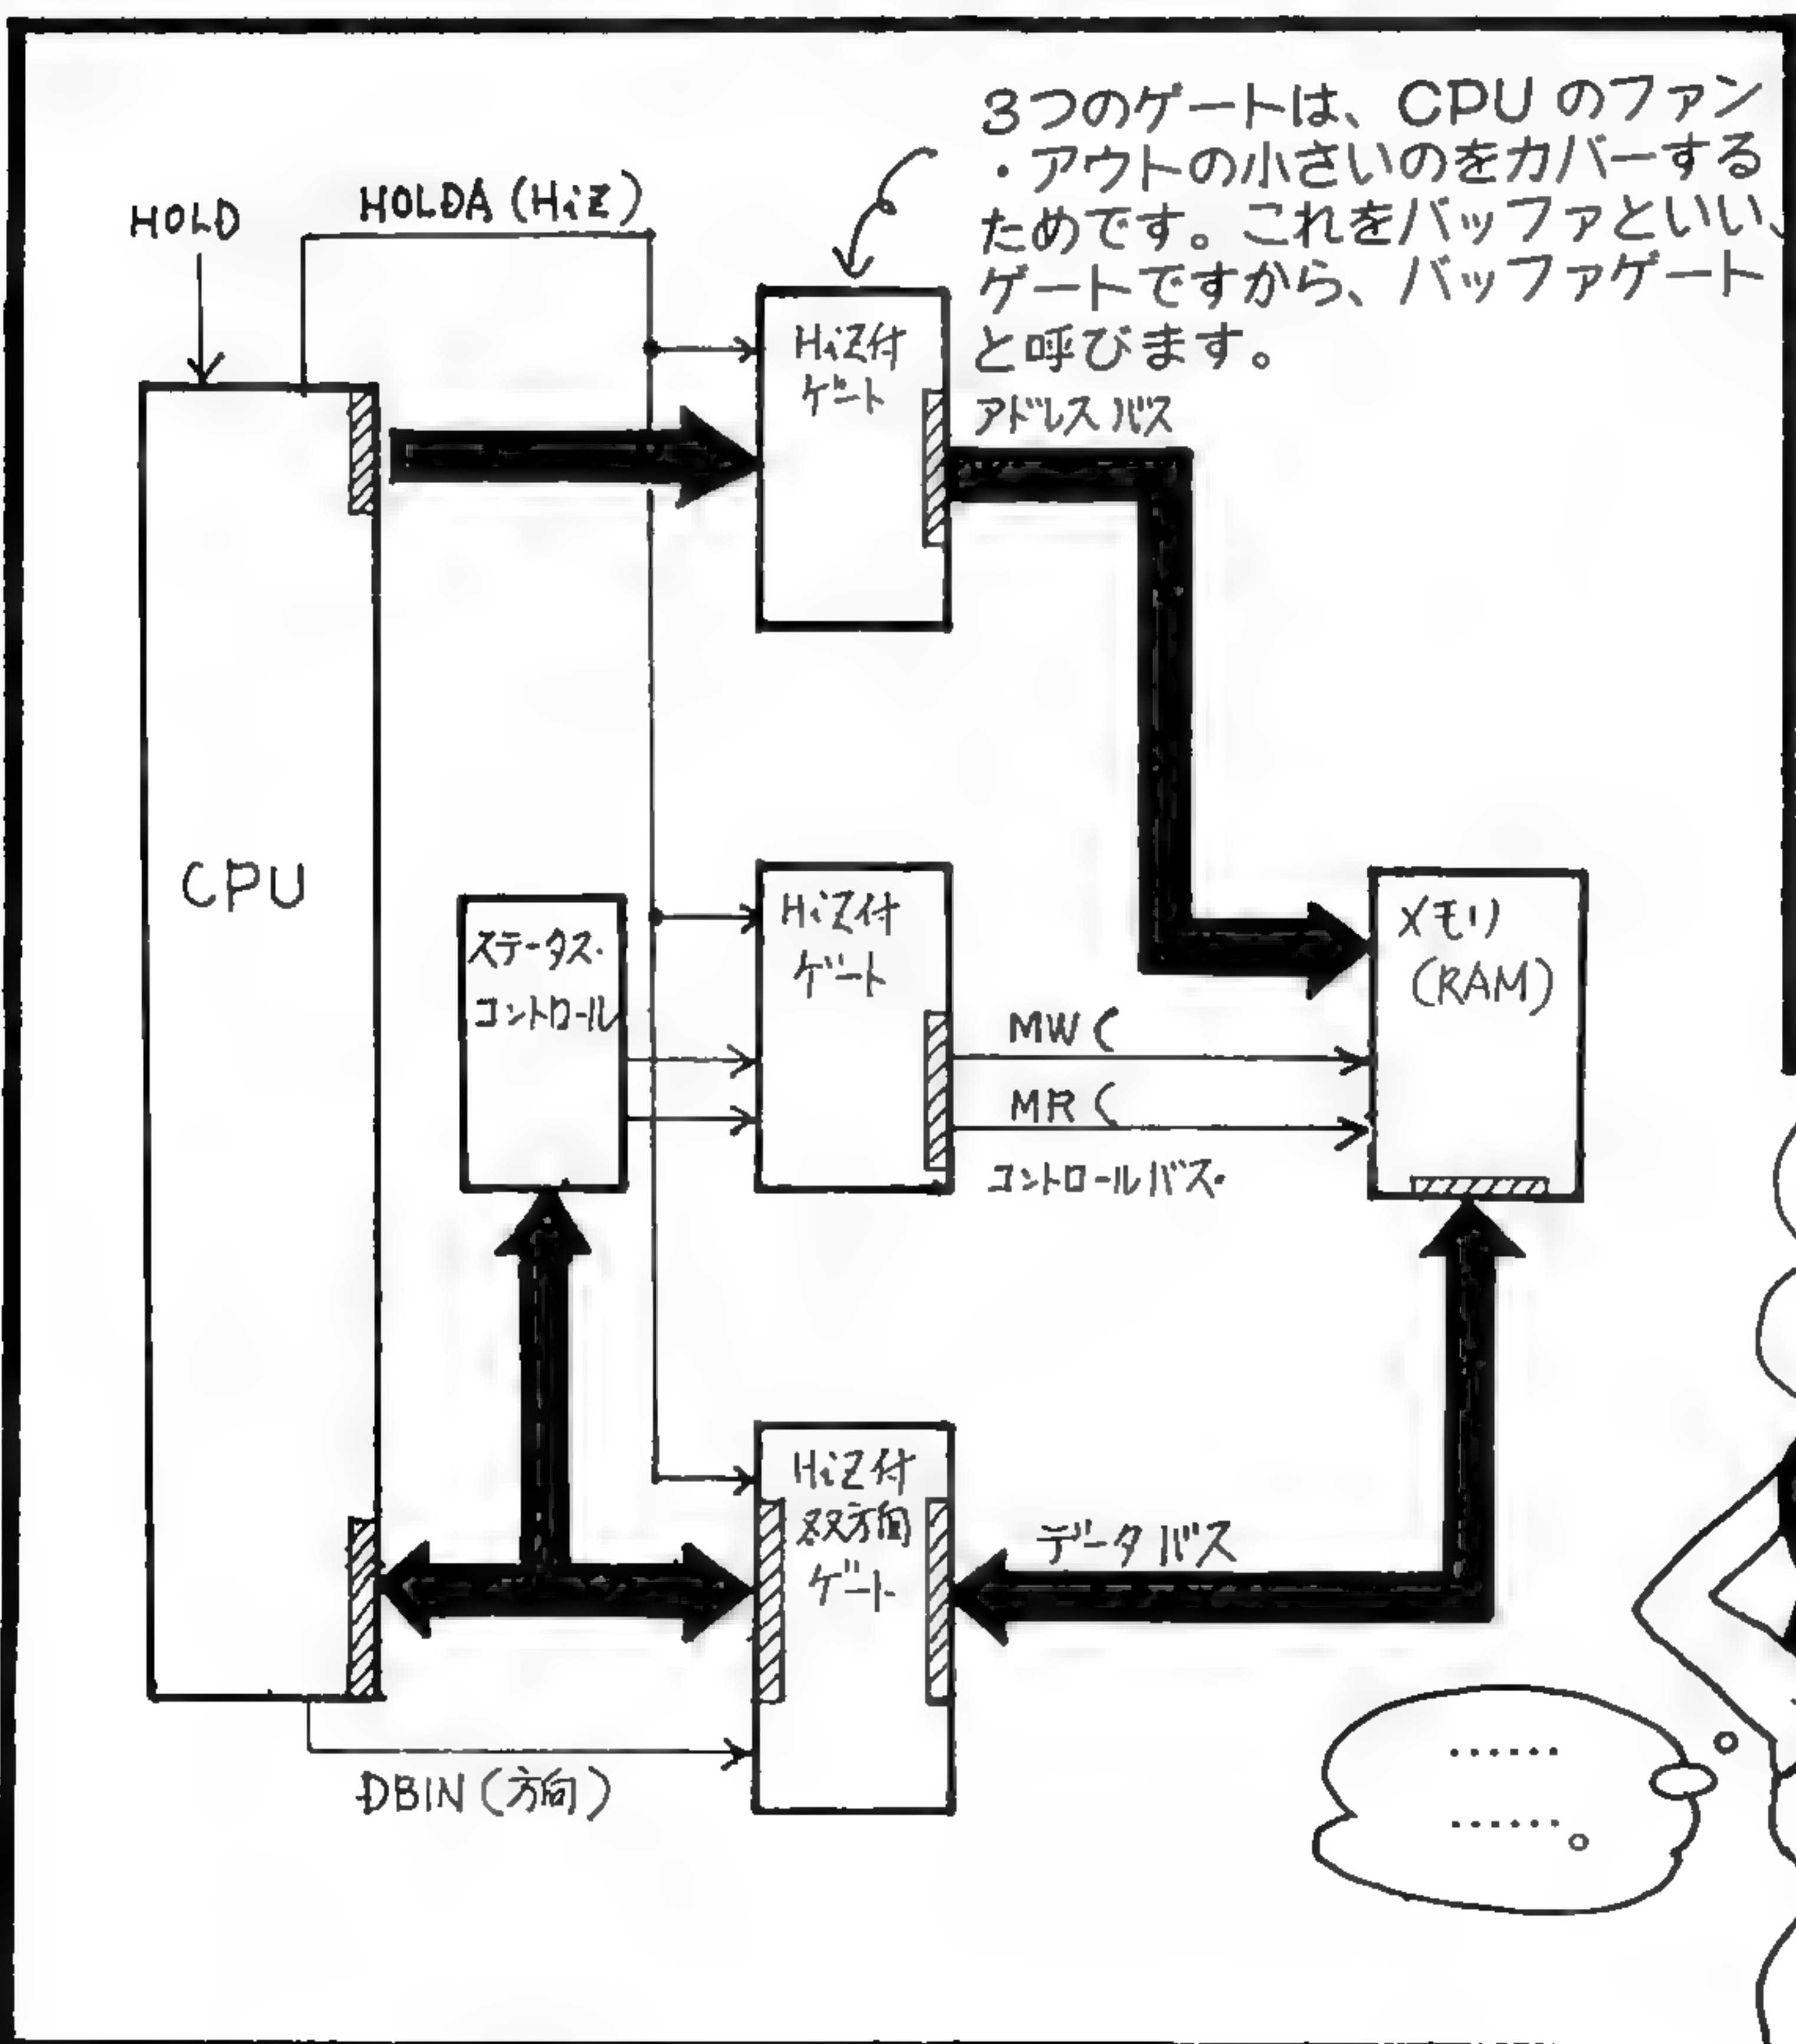 3つのゲートは、CPUのファン
・アウトの小さいのをカバーする
ためです。これをバッファといい、
ゲートですから、バッファゲート
と呼びます。
HOLD
HOLDA (HiZ)
HiZ付
ゲート
アドレスバス
CPU
ステータス・
コントロール
HiZ付
ゲート
メモリ
(RAM)
MW
MR
コントロールバス
HiZ付
双方向
ゲート
データバス
DBIN (方向)
……
……。